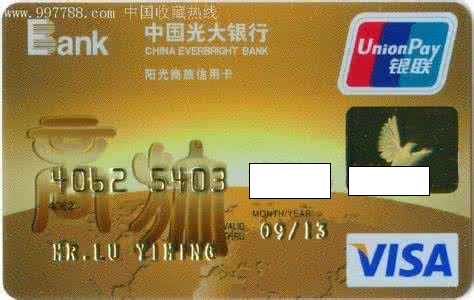 www.997788.com 中国收藏热线
Bank
中国光大银行
CHINA EVERBRIGHT BANK
阳光商旅信用卡
UnionPay
银联
商旅
4062 5403
4062
MONTH/YEAR
VALID
THRU
09/13
MR.LU YIHING
VISA